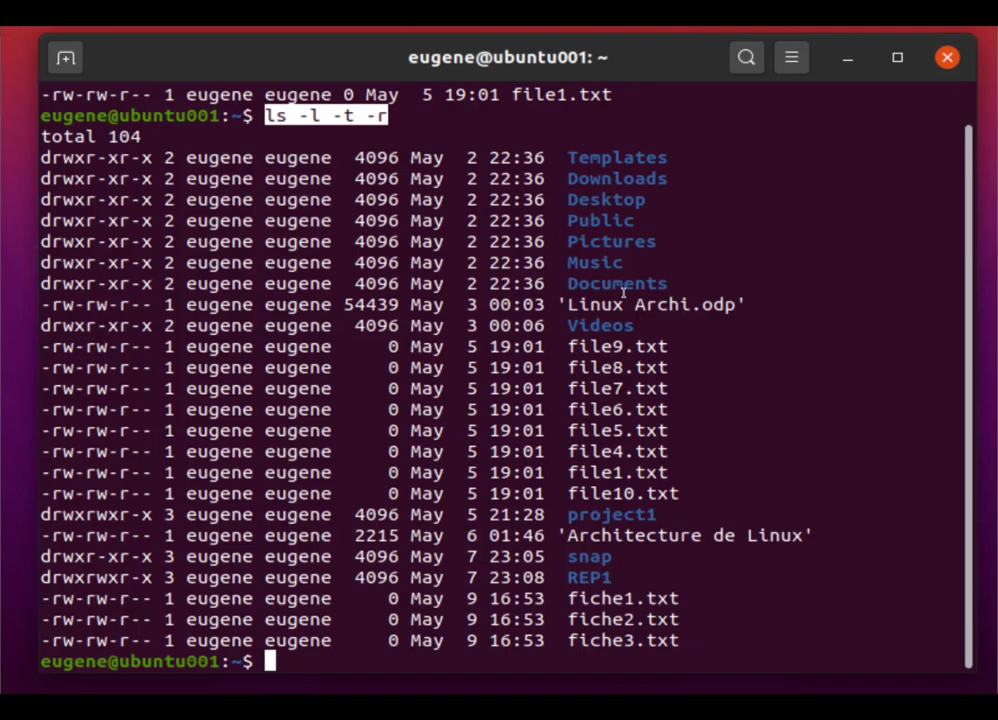 eugene@ubuntu001: ~
-rw-rw-r-- 1 eugene eugene 0 May  5 19:01 file1.txt
eugene@ubuntu001:~$ ls -l -t -r
total 104
drwxr-xr-x 2 eugene eugene  4096 May  2 22:36  Templates
drwxr-xr-x 2 eugene eugene  4096 May  2 22:36  Downloads
drwxr-xr-x 2 eugene eugene  4096 May  2 22:36  Desktop
drwxr-xr-x 2 eugene eugene  4096 May  2 22:36  Public
drwxr-xr-x 2 eugene eugene  4096 May  2 22:36  Pictures
drwxr-xr-x 2 eugene eugene  4096 May  2 22:36  Music
drwxr-xr-x 2 eugene eugene  4096 May  2 22:36  Documents
-rw-rw-r-- 1 eugene eugene 54439 May  3 00:03 'Linux Archi.odp'
drwxr-xr-x 2 eugene eugene  4096 May  3 00:06  Videos
-rw-rw-r-- 1 eugene eugene     0 May  5 19:01  file9.txt
-rw-rw-r-- 1 eugene eugene     0 May  5 19:01  file8.txt
-rw-rw-r-- 1 eugene eugene     0 May  5 19:01  file7.txt
-rw-rw-r-- 1 eugene eugene     0 May  5 19:01  file6.txt
-rw-rw-r-- 1 eugene eugene     0 May  5 19:01  file5.txt
-rw-rw-r-- 1 eugene eugene     0 May  5 19:01  file4.txt
-rw-rw-r-- 1 eugene eugene     0 May  5 19:01  file1.txt
-rw-rw-r-- 1 eugene eugene     0 May  5 19:01  file10.txt
drwxrwxr-x 3 eugene eugene  4096 May  5 21:28  project1
-rw-rw-r-- 1 eugene eugene  2215 May  6 01:46 'Architecture de Linux'
drwxr-xr-x 3 eugene eugene  4096 May  7 23:05  snap
drwxrwxr-x 3 eugene eugene  4096 May  7 23:08  REP1
-rw-rw-r-- 1 eugene eugene     0 May  9 16:53  fiche1.txt
-rw-rw-r-- 1 eugene eugene     0 May  9 16:53  fiche2.txt
-rw-rw-r-- 1 eugene eugene     0 May  9 16:53  fiche3.txt
eugene@ubuntu001:~$